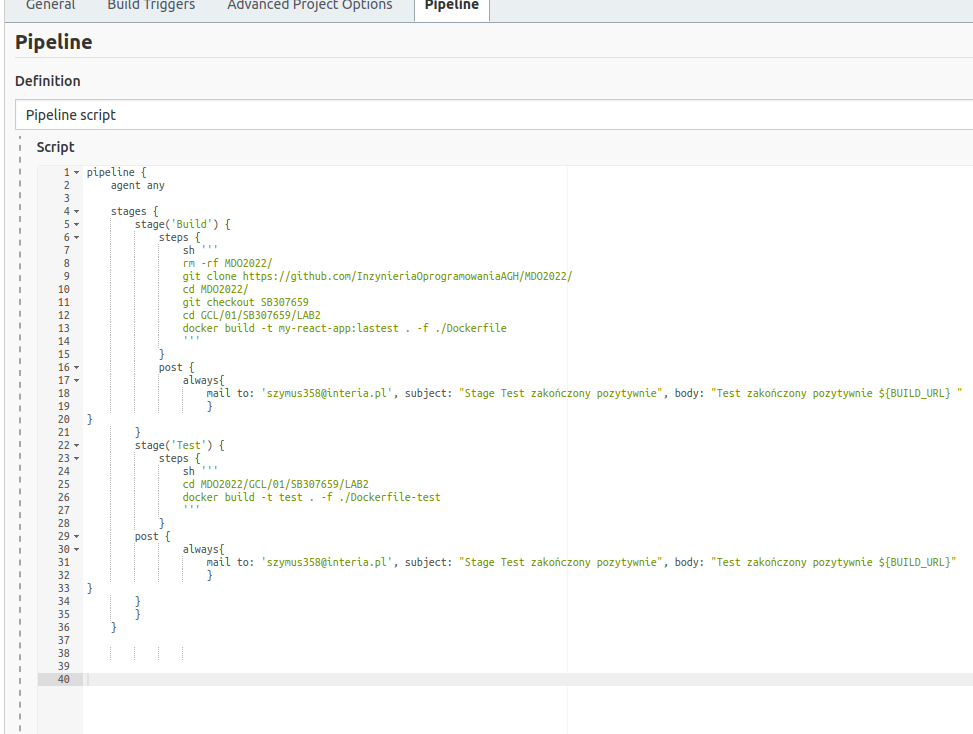 General Build Triggers Advanced Project Options Pipeline
Pipeline
Definition
Pipeline script
Script
1 pipeline {
2     agent any
3
4     stages {
5         stage('Build') {
6             steps {
7                 sh '''
8                 rm -rf MDO2022/
9                 git clone https://github.com/InzynieriaOprogramowaniaAGH/MDO2022/
10                 cd MDO2022/
11                 git checkout SB307659
12                 cd GCL/01/SB307659/LAB2
13                 docker build -t my-react-app:lastest . -f ./Dockerfile
14                 '''
15             }
16             post {
17                 always{
18                     mail to: 'szymus358@interia.pl', subject: "Stage Test zakończony pozytywnie", body: "Test zakończony pozytywnie ${BUILD_URL} "
19                     }
20 }
21         }
22         stage('Test') {
23             steps {
24                 sh '''
25                 cd MDO2022/GCL/01/SB307659/LAB2
26                 docker build -t test . -f ./Dockerfile-test
27                 '''
28             }
29         post {
30                 always{
31                     mail to: 'szymus358@interia.pl', subject: "Stage Test zakończony pozytywnie", body: "Test zakończony pozytywnie ${BUILD_URL}"
32                     }
33 }
34         }
35         }
36     }
37
38
39
40